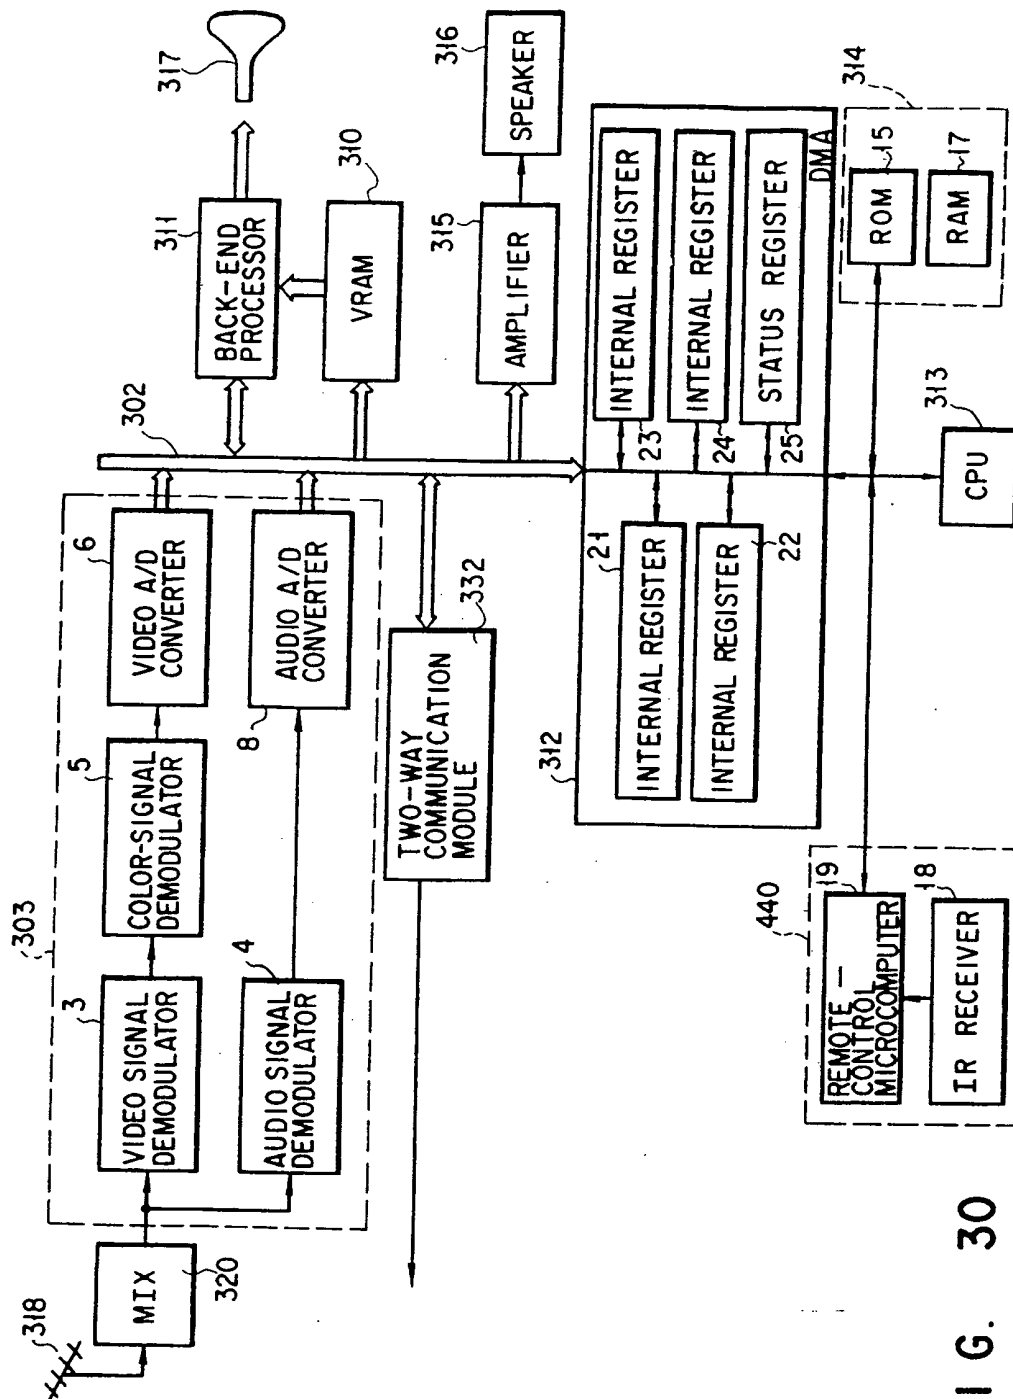 318
MIX
320
303
3
VIDEO SIGNAL
DEMODULATOR
5
COLOR-SIGNAL
DEMODULATOR
6
VIDEO A/D
CONVERTER
4
AUDIO SIGNAL
DEMODULATOR
8
AUDIO A/D
CONVERTER
302
311
BACK-END
PROCESSOR
317
310
VRAM
332
TWO-WAY
COMMUNICATION
MODULE
315
AMPLIFIER
316
SPEAKER
312
21
INTERNAL REGISTER
INTERNAL REGISTER
22
INTERNAL REGISTER
23
INTERNAL REGISTER
24
STATUS REGISTER
25
DMA
314
ROM
15
RAM
17
313
CPU
440
19
REMOTE-
CONTROL
MICROCOMPUTER
18
IR RECEIVER
I G. 30